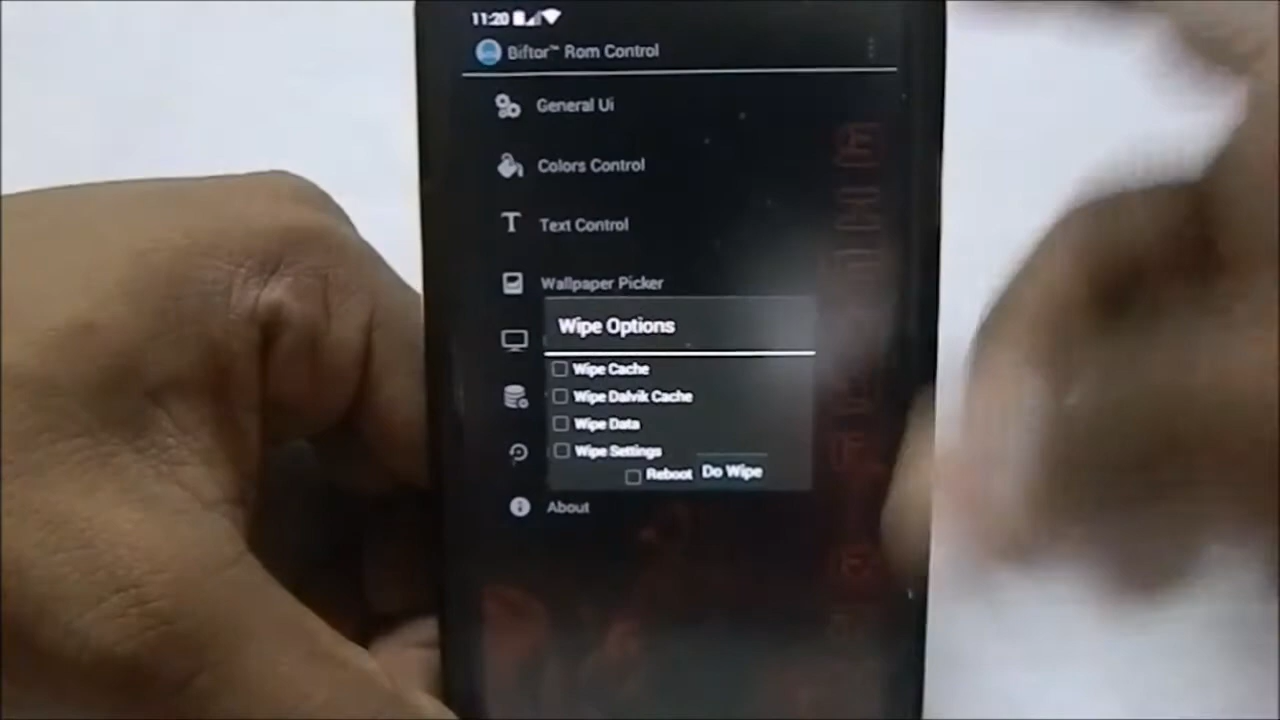 11:20
Biftor™ Rom Control
General Ui
Colors Control
Text Control
Wallpaper Picker
Wipe Options
Wipe Cache
Wipe Dalvik Cache
Wipe Data
Wipe Settings
Reboot Do Wipe
About